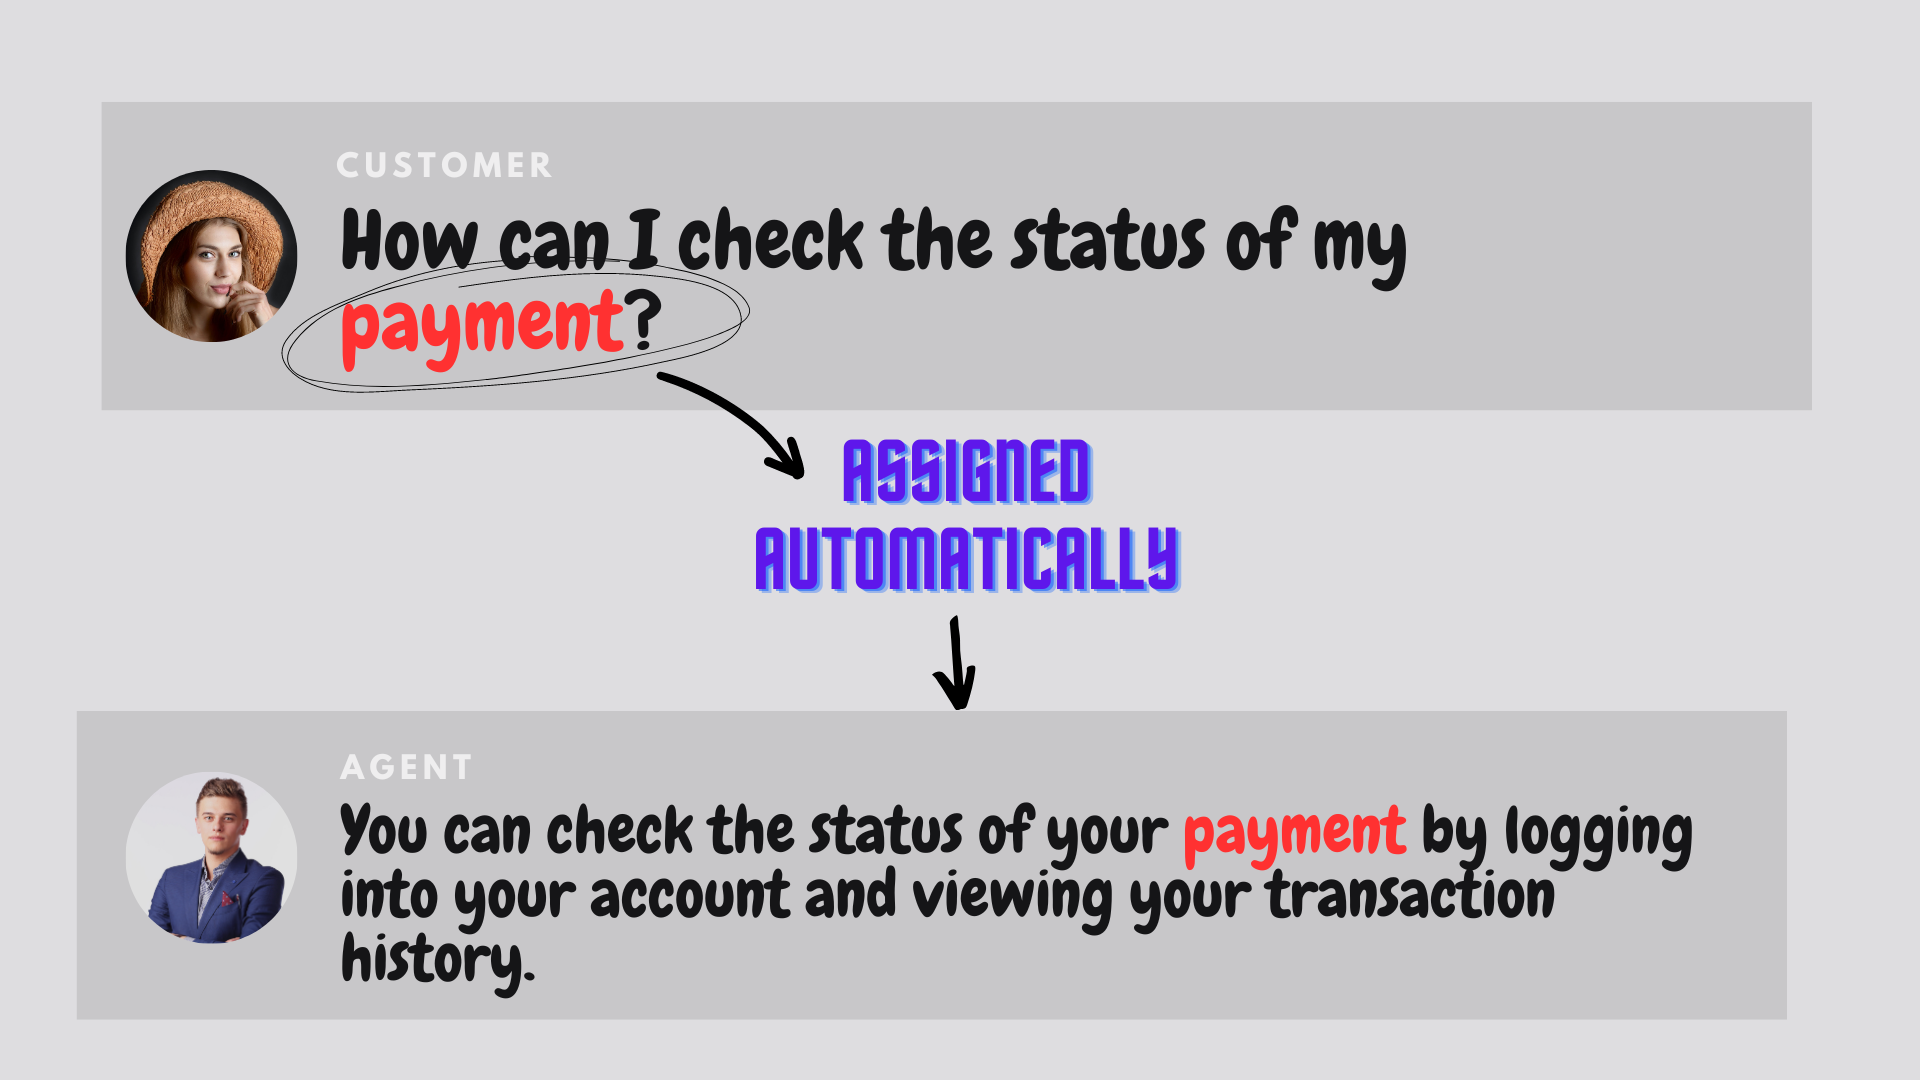 CUSTOMER
How can I check the status of my
payment?
ASSIGNED
AUTOMATICALLY
AGENT
You can check the status of your payment by logging
into your account and viewing your transaction
history.